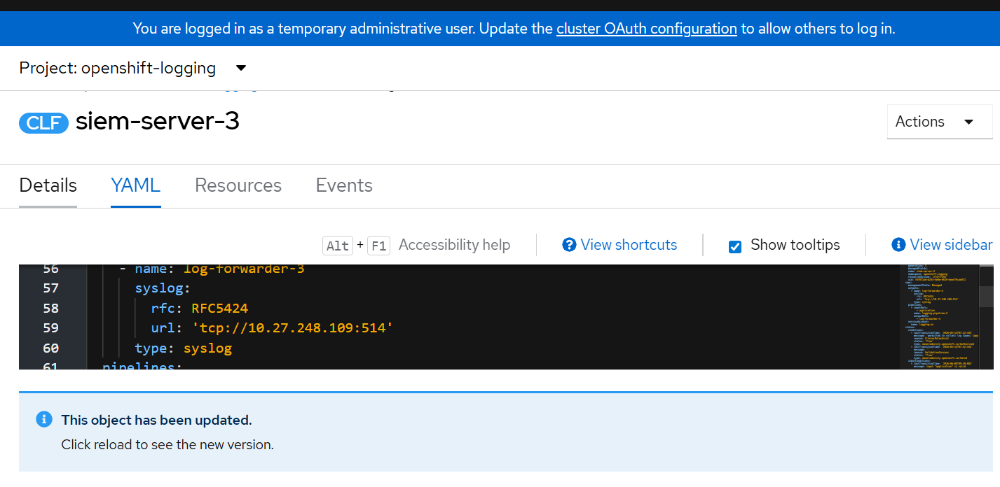 You are logged in as a temporary administrative user. Update the cluster OAuth configuration to allow others to log in.
Project: openshift-logging
CLF siem-server-3
Actions
Details YAML Resources Events
Alt + F1 Accessibility help View shortcuts Show tooltips View sidebar
56 - name: log-forwarder-3
57 syslog:
58 rfc: RFC5424
59 url: 'tcp://10.27.248.109:514'
60 type: syslog
61 pipelines:
This object has been updated.
Click reload to see the new version.